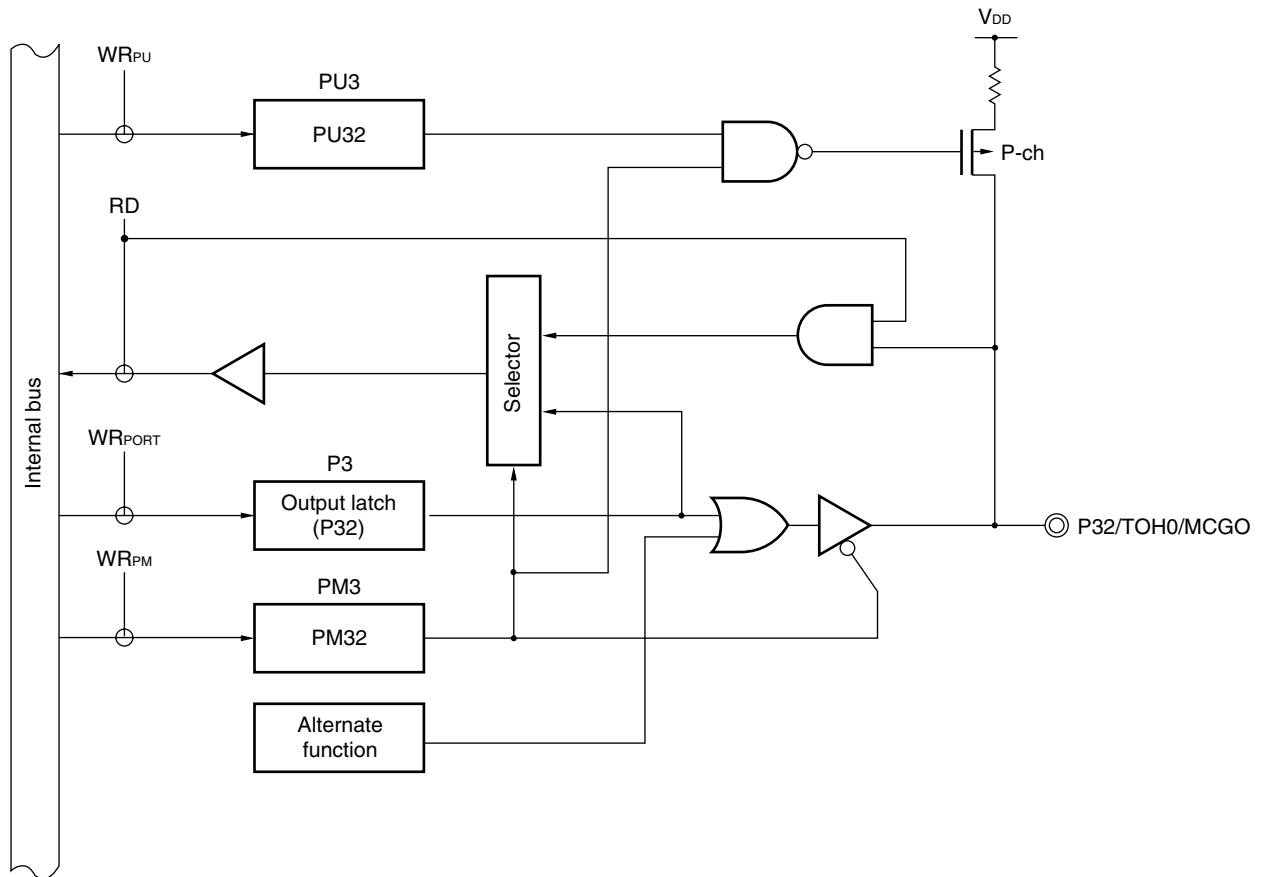 VDD
WRPU
PU3
PU32
P-ch
RD
Selector
Internal bus
WRPORT
P3
Output latch
(P32)
P32/TOH0/MCGO
WRPM
PM3
PM32
Alternate
function